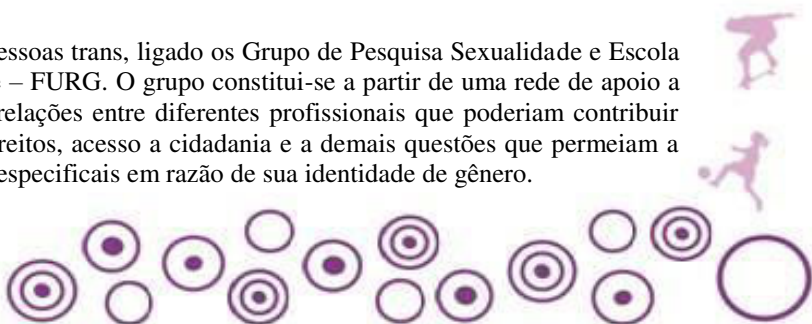 essoas trans, ligado os Grupo de Pesquisa Sexualidade e Escola
– FURG. O grupo constitui-se a partir de uma rede de apoio a
relações entre diferentes profissionais que poderiam contribuir
reitos, acesso a cidadania e a demais questões que permeiam a
especificais em razão de sua identidade de gênero.